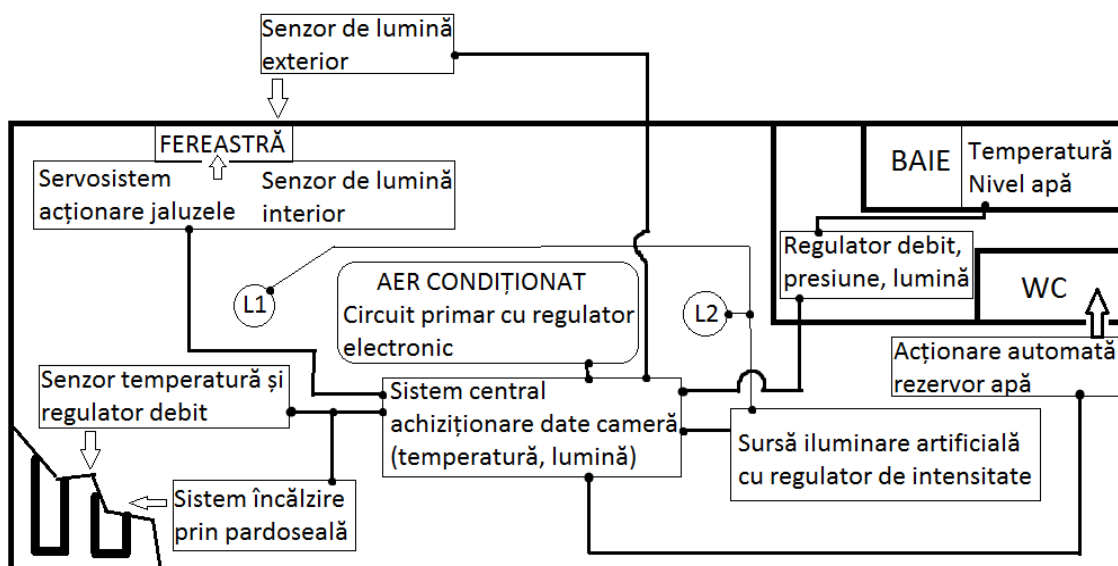 Senzor de lumină
exterior
FEREASTRĂ
Servosistem
acționare jaluzele
Senzor de lumină
interior
BAIE
Temperatură
Nivel apă
Regulator debit,
presiune, lumină
WC
L1
AER CONDIȚIONAT
Circuit primar cu regulator
electronic
L2
Acționare automată
rezervor apă
Senzor temperatură și
regulator debit
Sistem central
achiziționare date cameră
(temperatură, lumină)
Sursă iluminare artificială
cu regulator de intensitate
Sistem încălzire
prin pardoseală